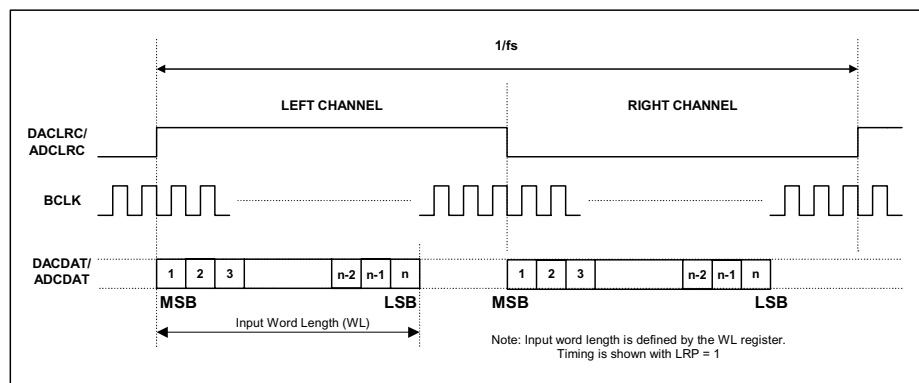 1/fs
LEFT CHANNEL
RIGHT CHANNEL
DACLRC/
ADCLRC
BCLK
DACDAT/
ADCDAT
1 2 3 n-2 n-1 n
1 2 3 n-2 n-1 n
MSB LSB MSB LSB
Input Word Length (WL)
Note: Input word length is defined by the WL register.
Timing is shown with LRP = 1